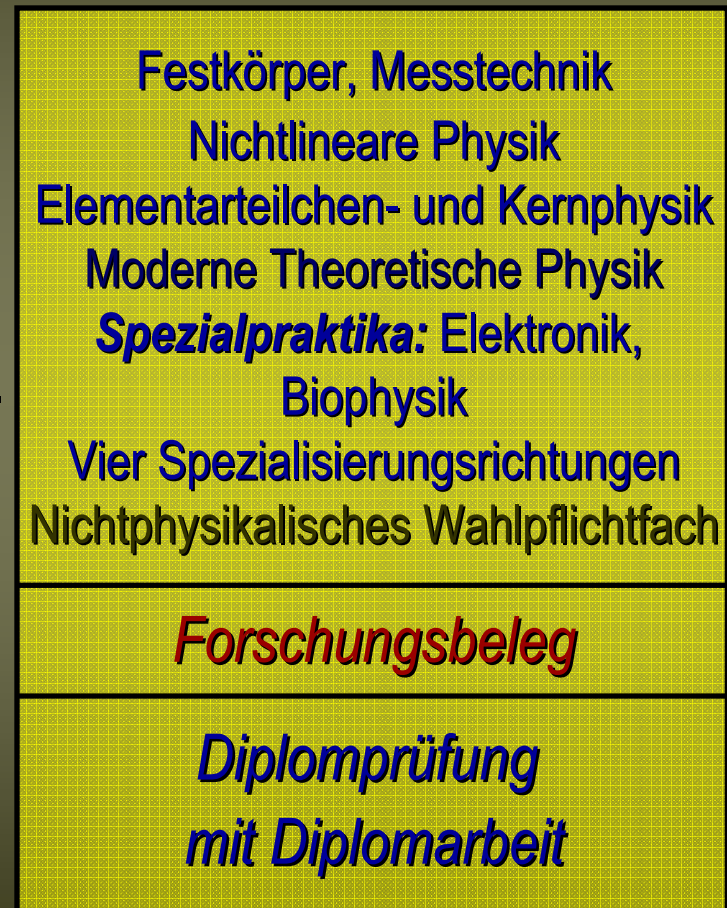 Festkörper, Messtechnik
Nichtlineare Physik
Elementarteilchen- und Kernphysik
Moderne Theoretische Physik
Spezialpraktika: Elektronik,
Biophysik
Vier Spezialisierungsrichtungen
Nichtphysikalisches Wahlpflichtfach
Forschungsbeleg
Diplomprüfung
mit Diplomarbeit